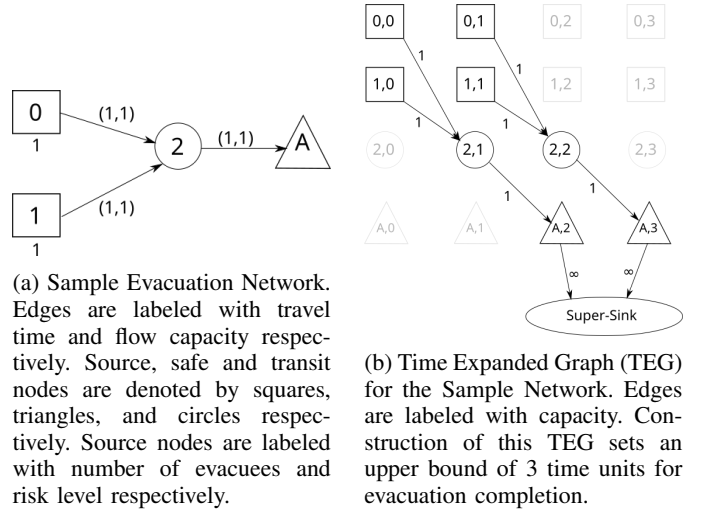 0
1
(1,1)
1
1
(1,1)
2
(1,1)
A
(a) Sample Evacuation Network.
Edges are labeled with travel
time and flow capacity respec-
tively. Source, safe and transit
nodes are denoted by squares,
triangles, and circles respec-
tively. Source nodes are labeled
with number of evacuees and
risk level respectively.
0,0
0,1
0,2
0,3
1
1
1,0
1,1
1,2
1,3
1
1
2,0
2,1
2,2
2,3
1
1
A,0
A,1
A,2
A,3
∞
∞
Super-Sink
(b) Time Expanded Graph (TEG)
for the Sample Network. Edges
are labeled with capacity. Con-
struction of this TEG sets an
upper bound of 3 time units for
evacuation completion.